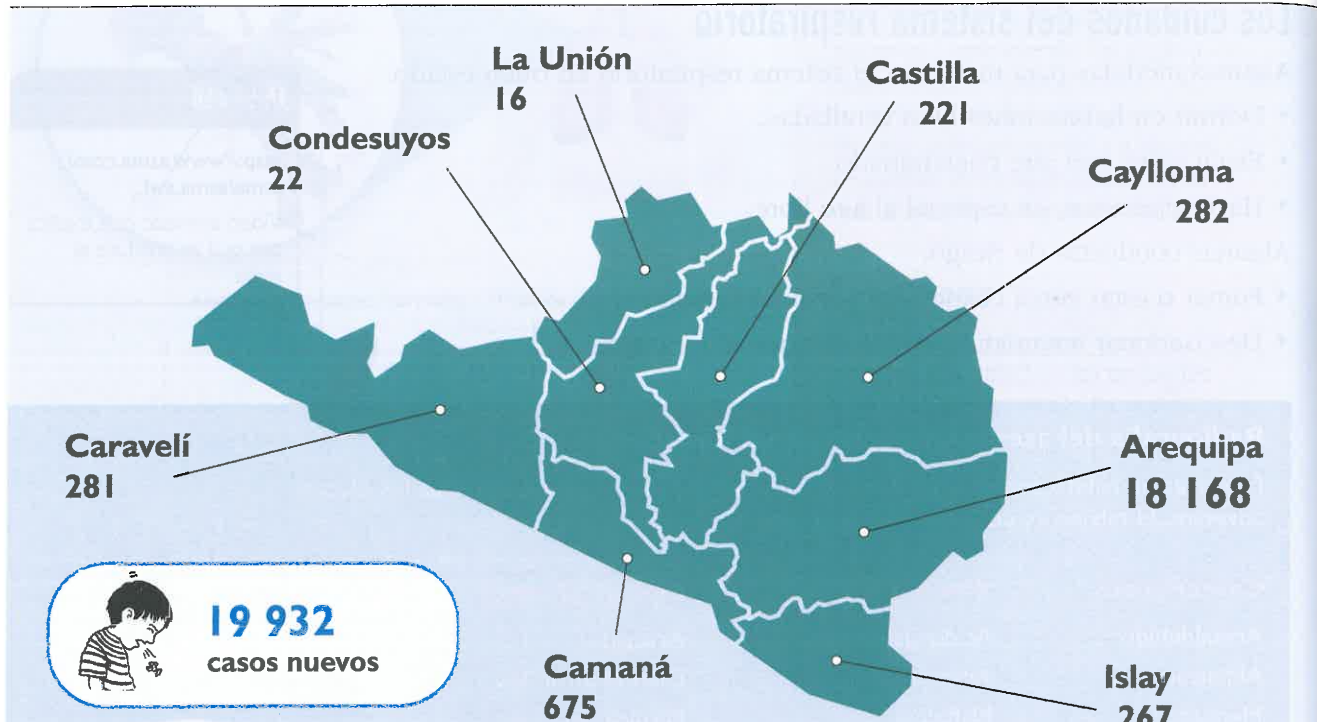 La Unión
16
Castilla
221
Condesuyos
22
Caylloma
282
Caravelí
281
Arequipa
18 168
19 932
casos nuevos
Camaná
675
Islay
267